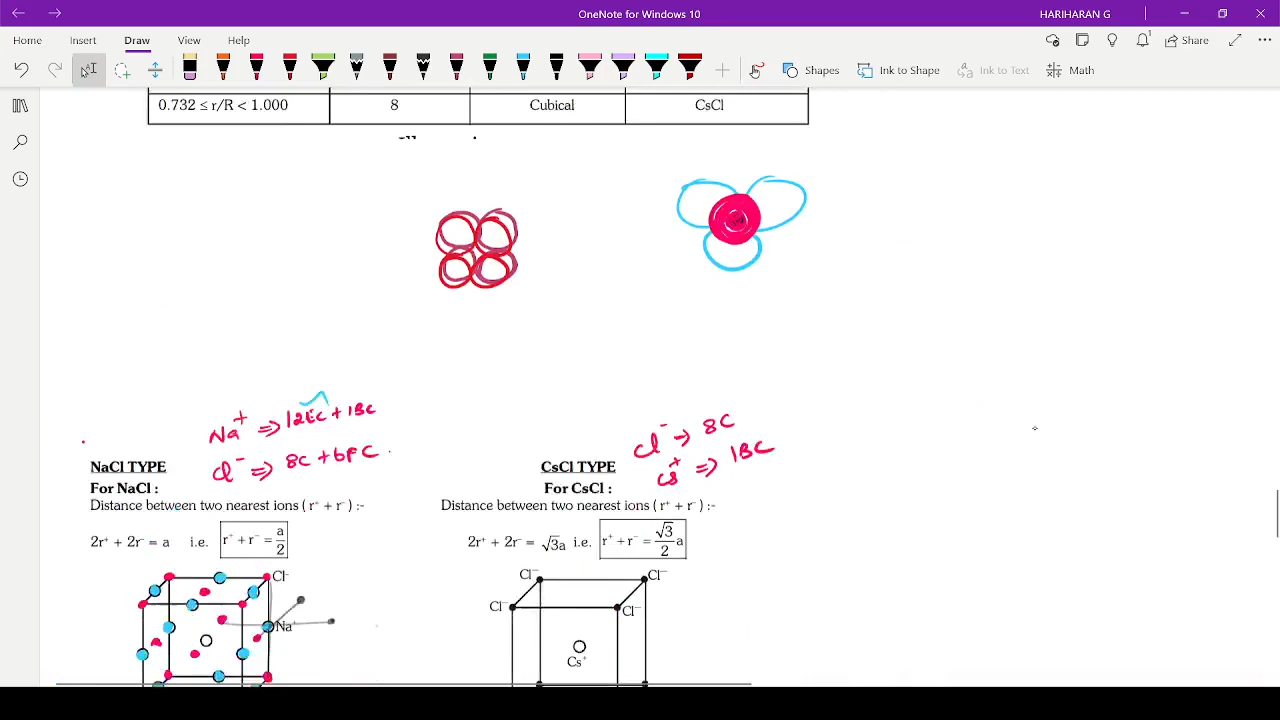 OneNote for Windows 10
HARIHARAN G
Home Insert Draw View Help
Share
Shapes
Ink to Shape
Ink to Text
Math
0.732 ≤ r/R < 1.000 8 Cubical CsCl
Na⁺ ⇒ 12EC + 1BC
Cl⁻ ⇒ 8C + 6FC
Cl⁻ → 8C
Cs⁺ ⇒ 1BC
NaCl TYPE
For NaCl :
Distance between two nearest ions ( r⁺ + r⁻ ) :-
2r⁺ + 2r⁻ = a i.e. r⁺ + r⁻ = a/2
CsCl TYPE
For CsCl :
Distance between two nearest ions ( r⁺ + r⁻ ) :-
2r⁺ + 2r⁻ = √3a i.e. r⁺ + r⁻ = √3/2 a
Cl⁻
Na⁺
Cl⁻
Cl⁻
Cl⁻
Cl⁻
Cs⁺